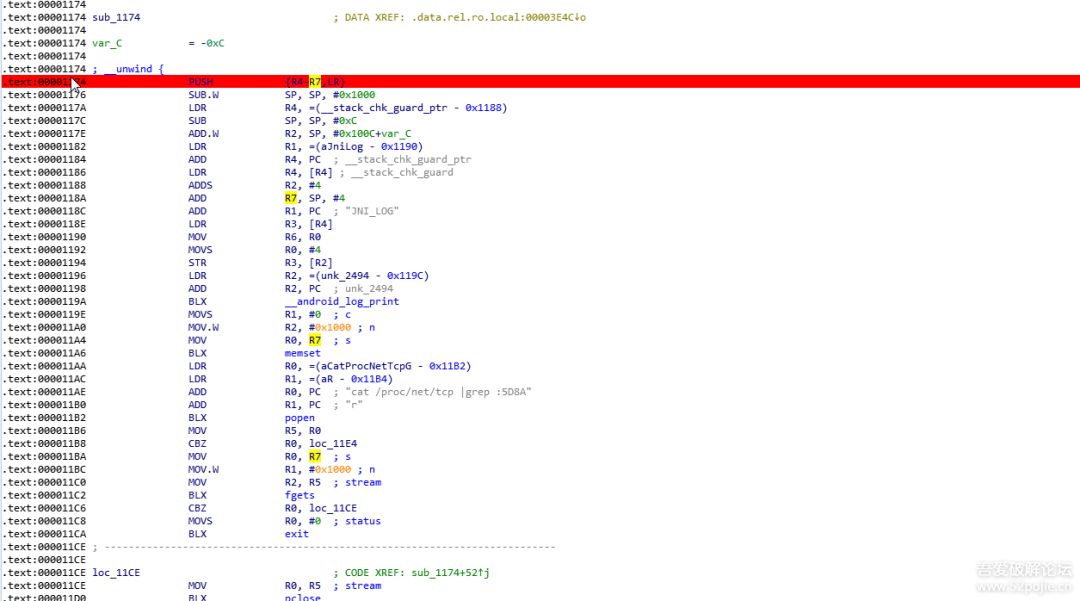 .text:00001174
.text:00001174 sub_1174 ; DATA XREF: .data.rel.ro.local:00003E4C↓o
.text:00001174
.text:00001174 var_C = -0xC
.text:00001174
.text:00001174 ; __unwind {
.text:00001174 PUSH {R4-R7,LR}
.text:00001176 SUB.W SP, SP, #0x1000
.text:0000117A LDR R4, =(__stack_chk_guard_ptr - 0x1188)
.text:0000117C SUB SP, SP, #0xC
.text:0000117E ADD.W R2, SP, #0x100C+var_C
.text:00001182 LDR R1, =(aJniLog - 0x1190)
.text:00001184 ADD R4, PC ; __stack_chk_guard_ptr
.text:00001186 LDR R4, [R4] ; __stack_chk_guard
.text:00001188 ADDS R2, #4
.text:0000118A ADD R7, SP, #4
.text:0000118C ADD R1, PC ; "JNI_LOG"
.text:0000118E LDR R3, [R4]
.text:00001190 MOV R6, R0
.text:00001192 MOVS R0, #4
.text:00001194 STR R3, [R2]
.text:00001196 LDR R2, =(unk_2494 - 0x119C)
.text:00001198 ADD R2, PC ; unk_2494
.text:0000119A BLX __android_log_print
.text:0000119E MOVS R1, #0 ; c
.text:000011A0 MOV.W R2, #0x1000 ; n
.text:000011A4 MOV R0, R7 ; s
.text:000011A6 BLX memset
.text:000011AA LDR R0, =(aCatProcNetTcpG - 0x11B2)
.text:000011AC LDR R1, =(aR - 0x11B4)
.text:000011AE ADD R0, PC ; "cat /proc/net/tcp |grep :5D8A"
.text:000011B0 ADD R1, PC ; "r"
.text:000011B2 BLX popen
.text:000011B6 MOV R5, R0
.text:000011B8 CBZ R0, loc_11E4
.text:000011BA MOV R0, R7 ; s
.text:000011BC MOV.W R1, #0x1000 ; n
.text:000011C0 MOV R2, R5 ; stream
.text:000011C2 BLX fgets
.text:000011C6 CBZ R0, loc_11CE
.text:000011C8 MOVS R0, #0 ; status
.text:000011CA BLX exit
.text:000011CE ; ---------------------------------------------------------------------------
.text:000011CE
.text:000011CE loc_11CE ; CODE XREF: sub_1174+52↑j
.text:000011CE MOV R0, R5 ; stream
.text:000011D0 BLX pclose
吾爱破解论坛
www.52pojie.cn